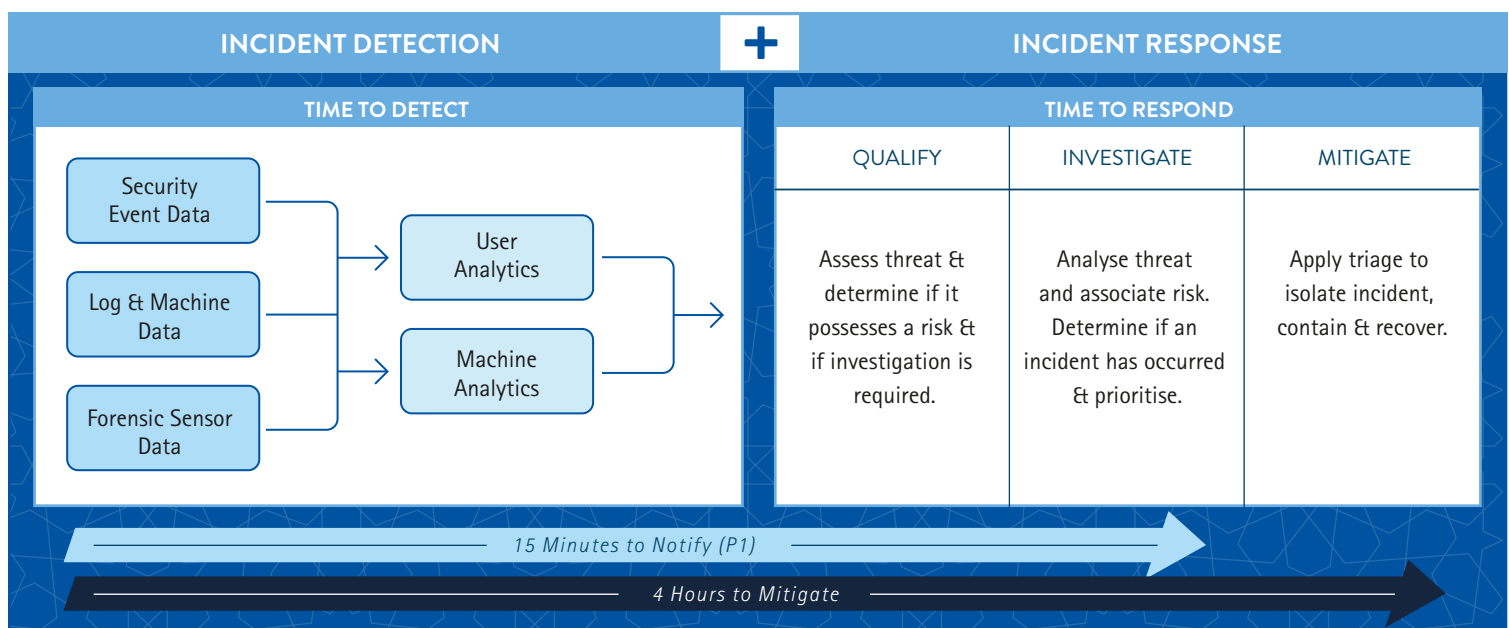 INCIDENT DETECTION
+
INCIDENT RESPONSE
TIME TO DETECT
Security
Event Data
Log & Machine
Data
Forensic Sensor
Data
User
Analytics
Machine
Analytics
TIME TO RESPOND
QUALIFY
Assess threat &
determine if it
possesses a risk &
if investigation is
required.
INVESTIGATE
Analyse threat
and associate risk.
Determine if an
incident has occurred
& prioritise.
MITIGATE
Apply triage to
isolate incident,
contain & recover.
15 Minutes to Notify (P1)
4 Hours to Mitigate